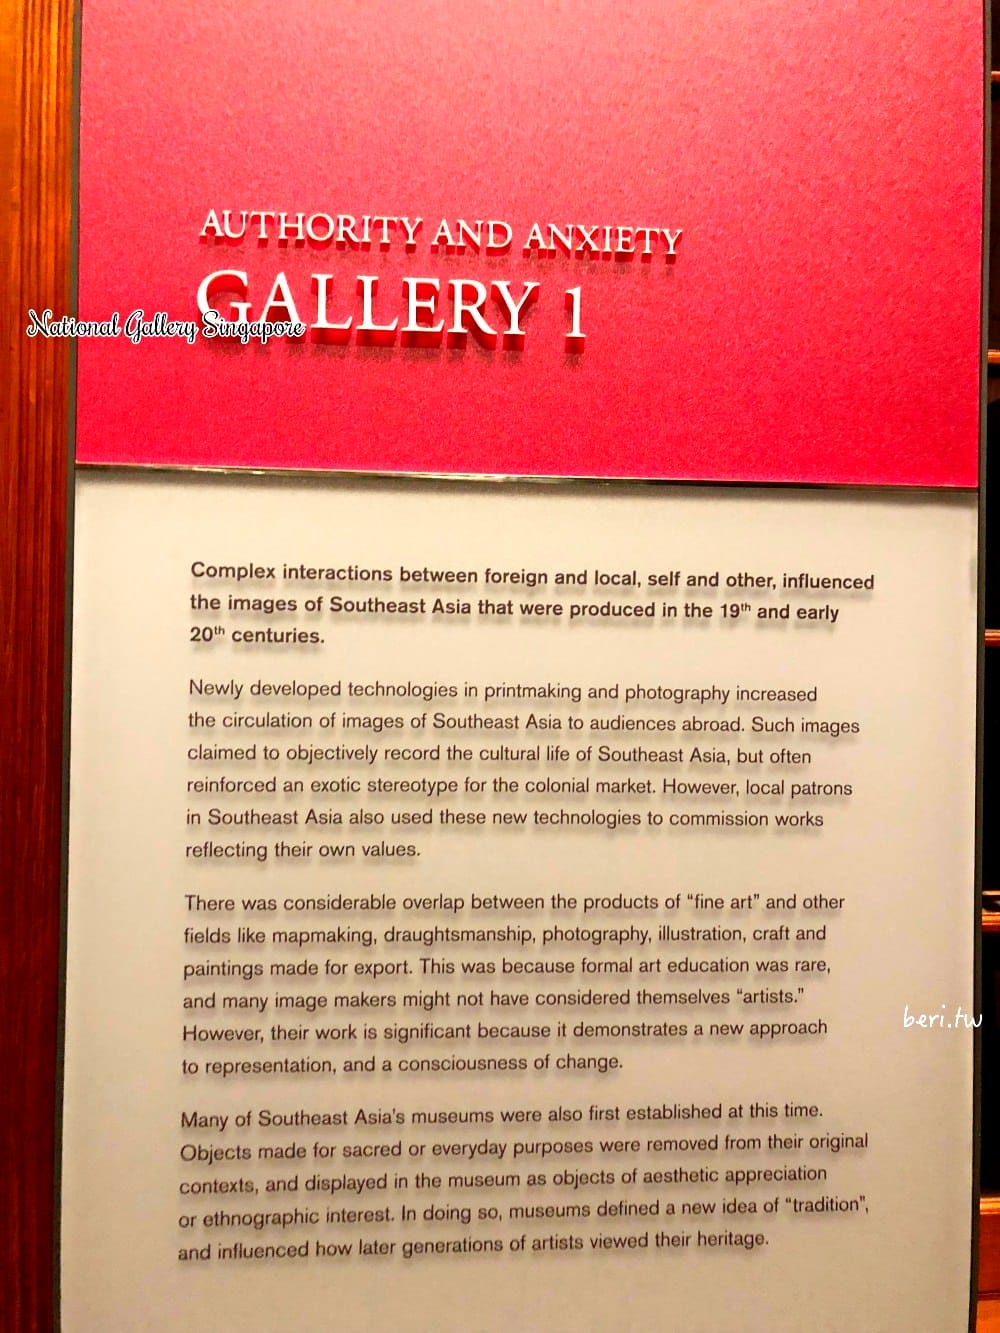 AUTHORITY AND ANXIETY
GALLERY 1
National Gallery Singapore
Complex interactions between foreign and local, self and other, influenced
the images of Southeast Asia that were produced in the 19th and early
20th centuries.
Newly developed technologies in printmaking and photography increased
the circulation of images of Southeast Asia to audiences abroad. Such images
claimed to objectively record the cultural life of Southeast Asia, but often
reinforced an exotic stereotype for the colonial market. However, local patrons
in Southeast Asia also used these new technologies to commission works
reflecting their own values.
There was considerable overlap between the products of “fine art” and other
fields like mapmaking, draughtsmanship, photography, illustration, craft and
paintings made for export. This was because formal art education was rare,
and many image makers might not have considered themselves “artists.”
However, their work is significant because it demonstrates a new approach
to representation, and a consciousness of change.
beri.tw
Many of Southeast Asia's museums were also first established at this time.
Objects made for sacred or everyday purposes were removed from their original
contexts, and displayed in the museum as objects of aesthetic appreciation
or ethnographic interest. In doing so, museums defined a new idea of “tradition”,
and influenced how later generations of artists viewed their heritage.